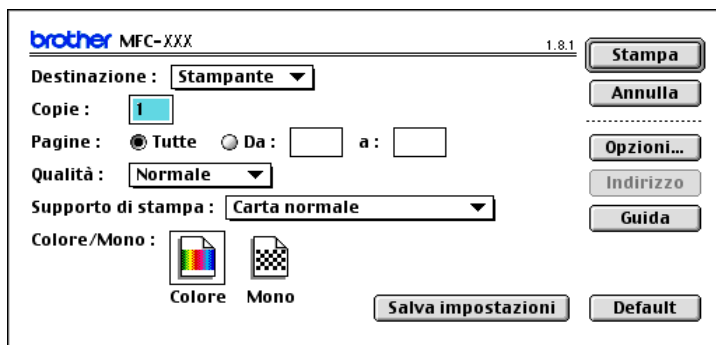 brother MFC-XXX
1.8.1
Stampa
Destinazione : Stampante
Annulla
Copie : 1
Pagine : Tutte Da : a :
Opzioni...
Qualità : Normale
Indirizzo
Supporto di stampa : Carta normale
Guida
Colore/Mono :
Colore Mono
Salva impostazioni
Default